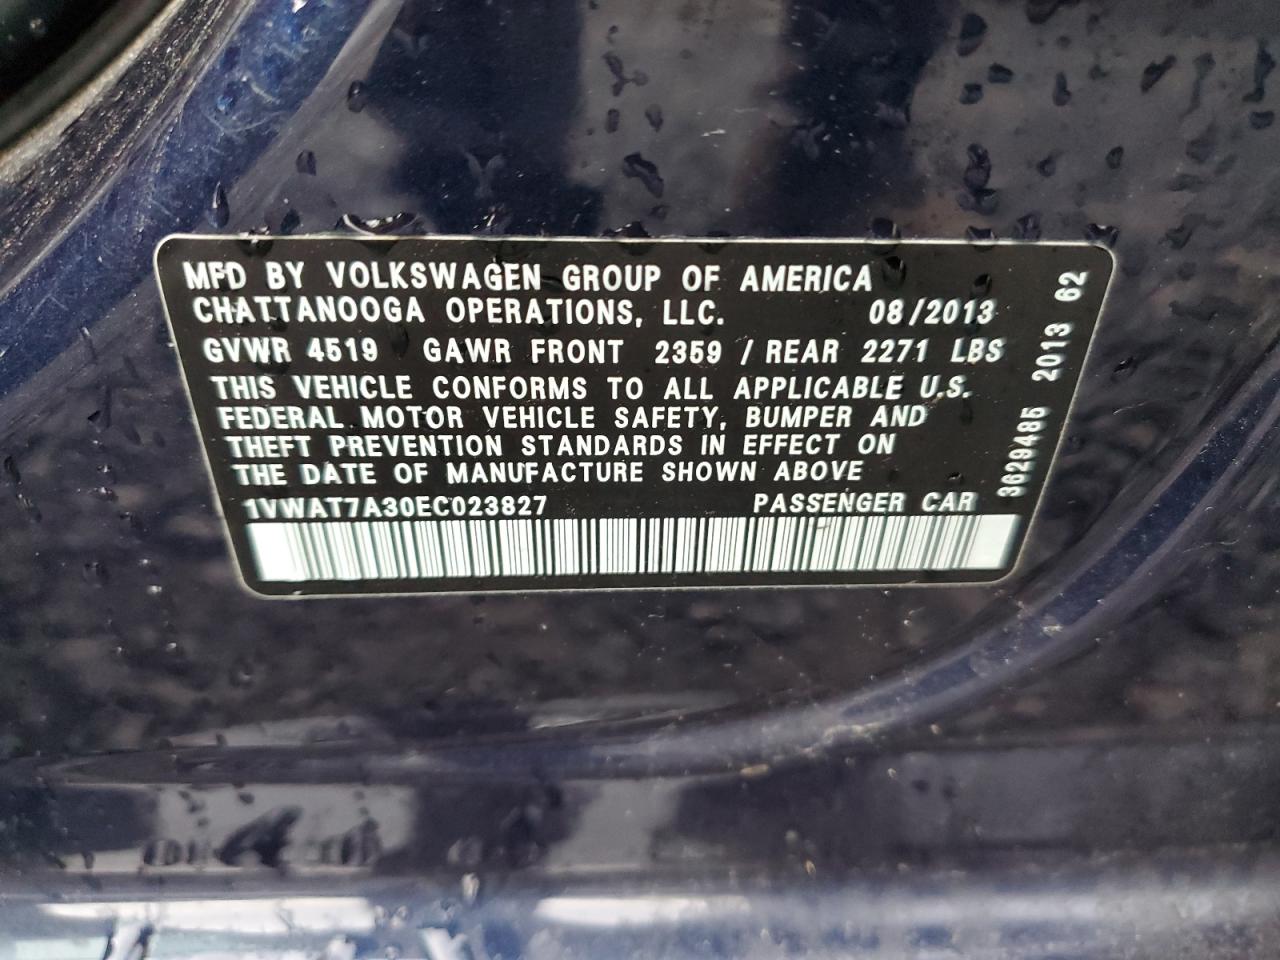 MFD BY VOLKSWAGEN GROUP OF AMERICA
CHATTANOOGA OPERATIONS, LLC. 08/2013
GVWR 4519 GAWR FRONT 2359 / REAR 2271 LBS
THIS VEHICLE CONFORMS TO ALL APPLICABLE U.S.
FEDERAL MOTOR VEHICLE SAFETY, BUMPER AND
THEFT PREVENTION STANDARDS IN EFFECT ON
THE DATE OF MANUFACTURE SHOWN ABOVE
1VWAT7A30EC023827 PASSENGER CAR
3629485 2013 62